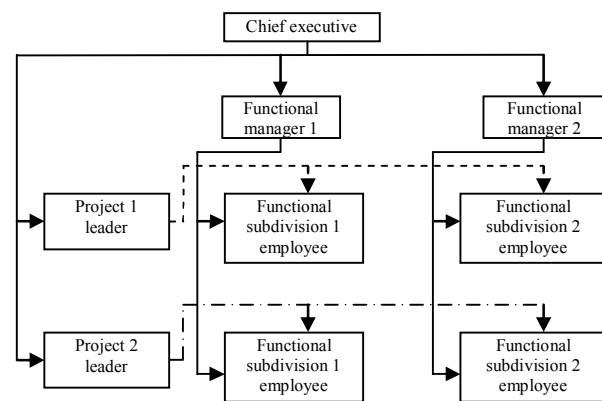 Chief executive
Functional
manager 1
Functional
manager 2
Project 1
leader
Functional
subdivision 1
employee
Functional
subdivision 2
employee
Project 2
leader
Functional
subdivision 1
employee
Functional
subdivision 2
employee